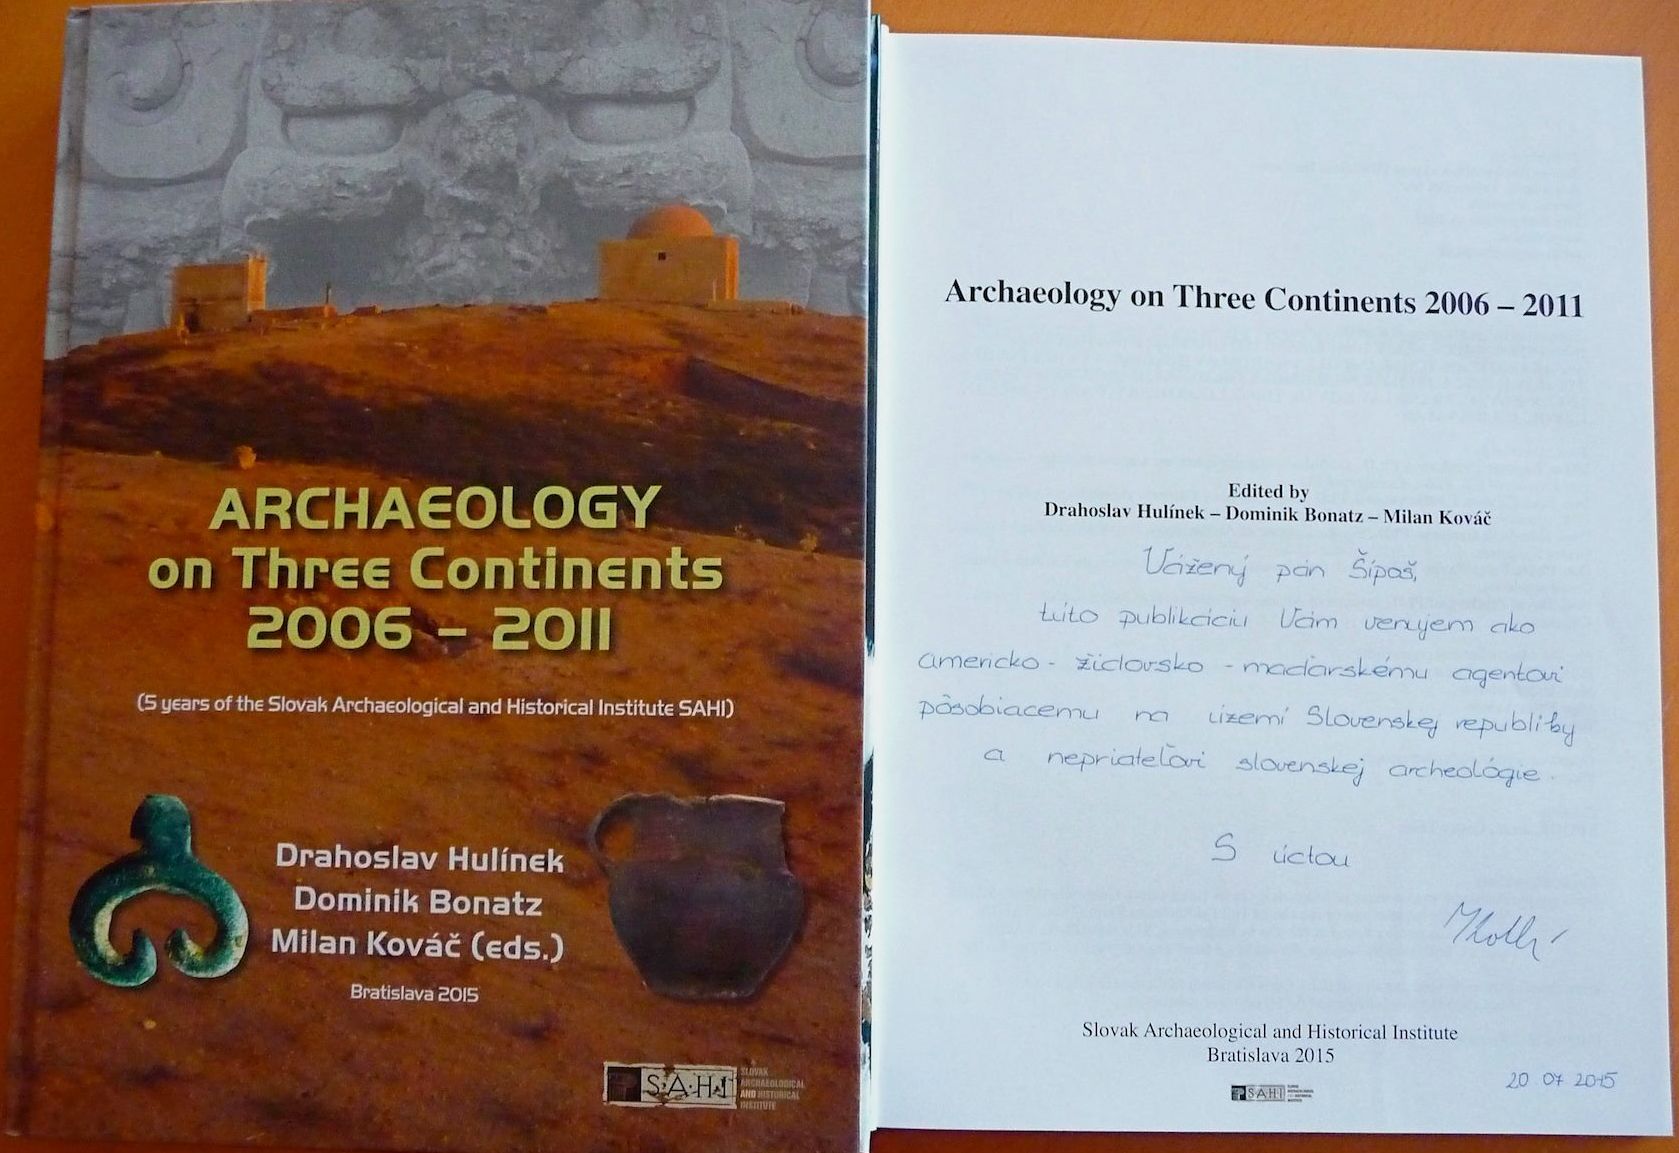 ARCHAEOLOGY
on Three Continents
2006 – 2011
(5 years of the Slovak Archaeological and Historical Institute SAHI)
Drahoslav Hulínek
Dominik Bonatz
Milan Kováč (eds.)
Bratislava 2015
S·A·H·I
SLOVAK
ARCHAEOLOGICAL
AND HISTORICAL
INSTITUTE
Archaeology on Three Continents 2006 – 2011
Edited by
Drahoslav Hulínek – Dominik Bonatz – Milan Kováč
Vážený pán Šípoš,
túto publikáciu Vám venujem ako
americko - židovsko - maďarskému agentovi
pôsobiacemu na území Slovenskej republiky
a nepriateľovi slovenskej archeológie.
S úctou
Slovak Archaeological and Historical Institute
Bratislava 2015
20 07 2015
SAHI